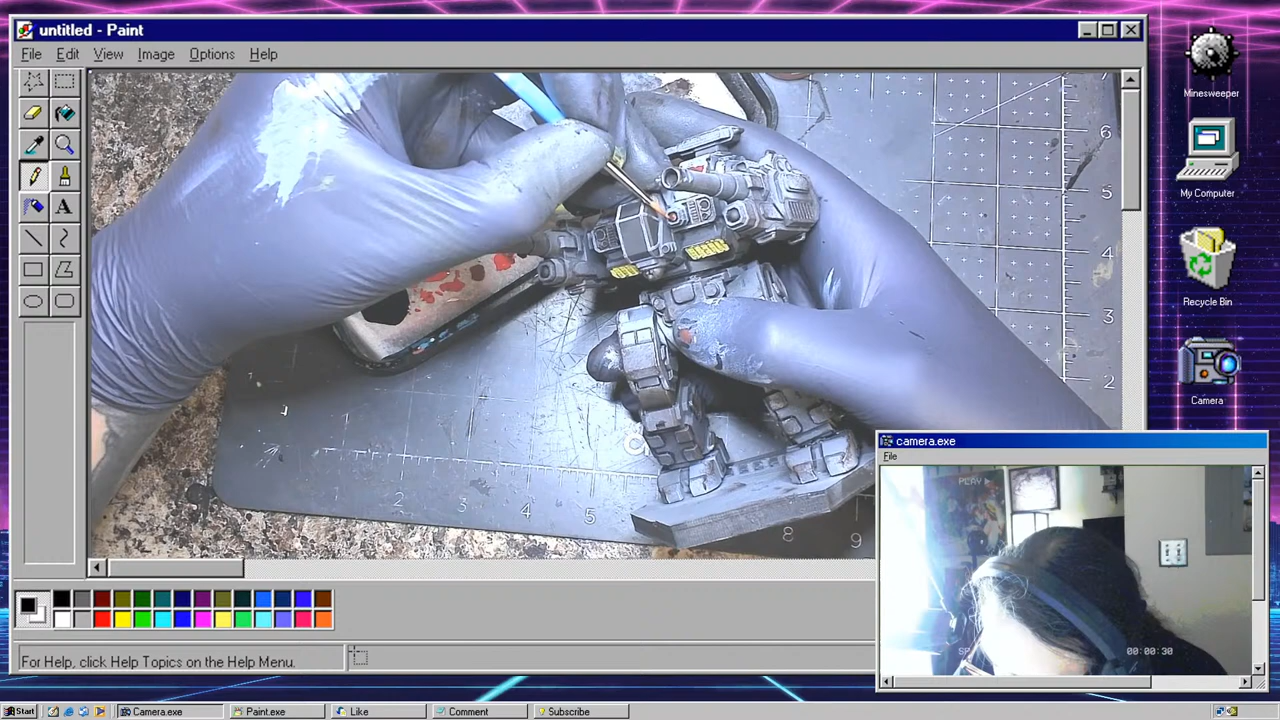 untitled - Paint
File Edit View Image Options Help
Minesweeper
My Computer
Recycle Bin
Camera
6
5
4
3
2
2 3 4 5
8 9
camera.exe
File
PLAY
SP
00:00:30
For Help, click Help Topics on the Help Menu.
Start Camera.exe Paint.exe Like Comment Subscribe